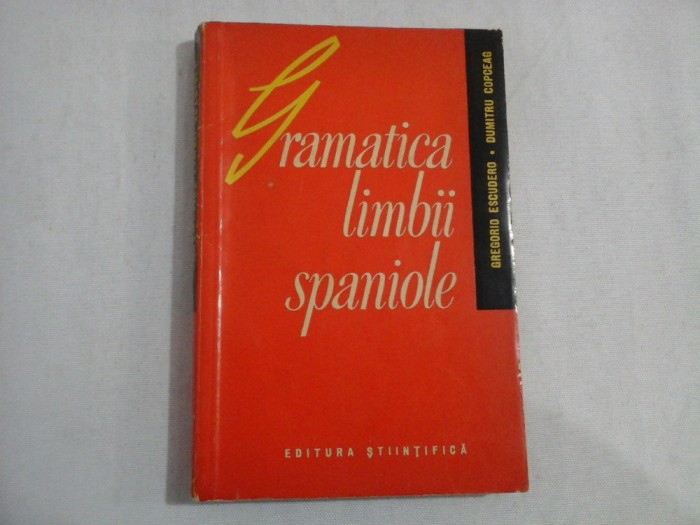 Gramatica
limbii
spaniole
GREGORIO ESCUDERO • DUMITRU COPCEAG
EDITURA ŞTIINŢIFICĂ